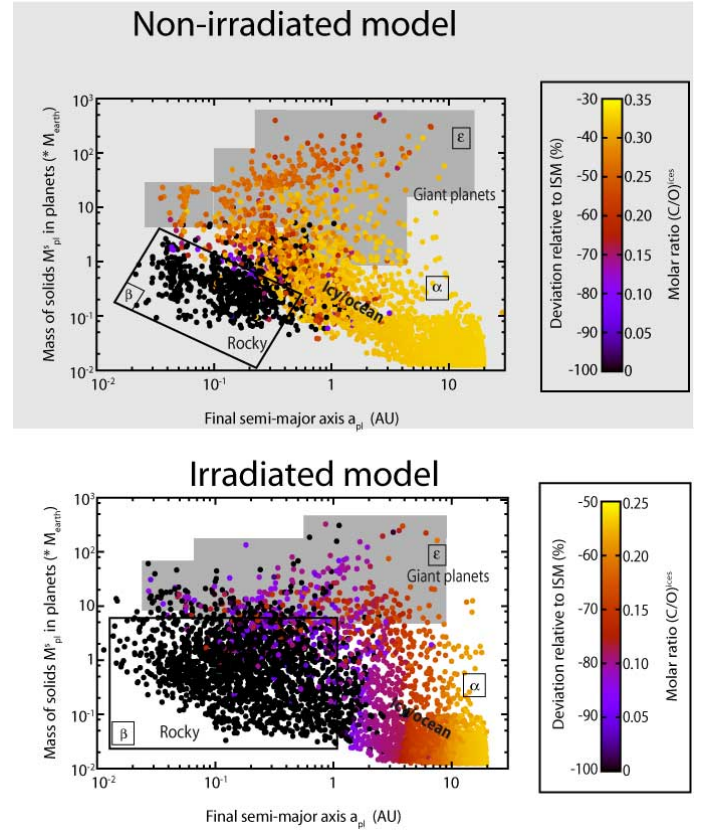 Non-irradiated model
Mass of solids M^s_pl in planets (* M_earth)
10^3
10^2
10
1
10^-1
10^-2
10^-2
10^-1
1
10
Final semi-major axis a_pl (AU)
ε
Giant planets
α
Icy/ocean
β
Rocky
Deviation relative to ISM (%)
-30
-40
-50
-60
-70
-80
-90
-100
0.35
0.30
0.25
0.20
0.15
0.10
0.05
0
Molar ratio (C/O)^ices
Irradiated model
Mass of solids M^s_pl in planets (* M_earth)
10^3
10^2
10
1
10^-1
10^-2
10^-2
10^-1
1
10
Final semi-major axis a_pl (AU)
ε
Giant planets
α
Icy/ocean
β
Rocky
Deviation relative to ISM (%)
-50
-60
-70
-80
-90
-100
0.25
0.20
0.15
0.10
0.05
0
Molar ratio (C/O)^ices